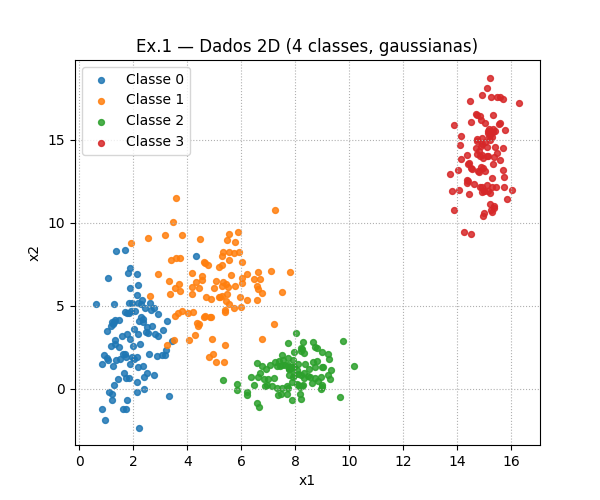 Ex.1 — Dados 2D (4 classes, gaussianas)
Classe 0
Classe 1
Classe 2
Classe 3
15
10
5
0
x2
0 2 4 6 8 10 12 14 16
x1